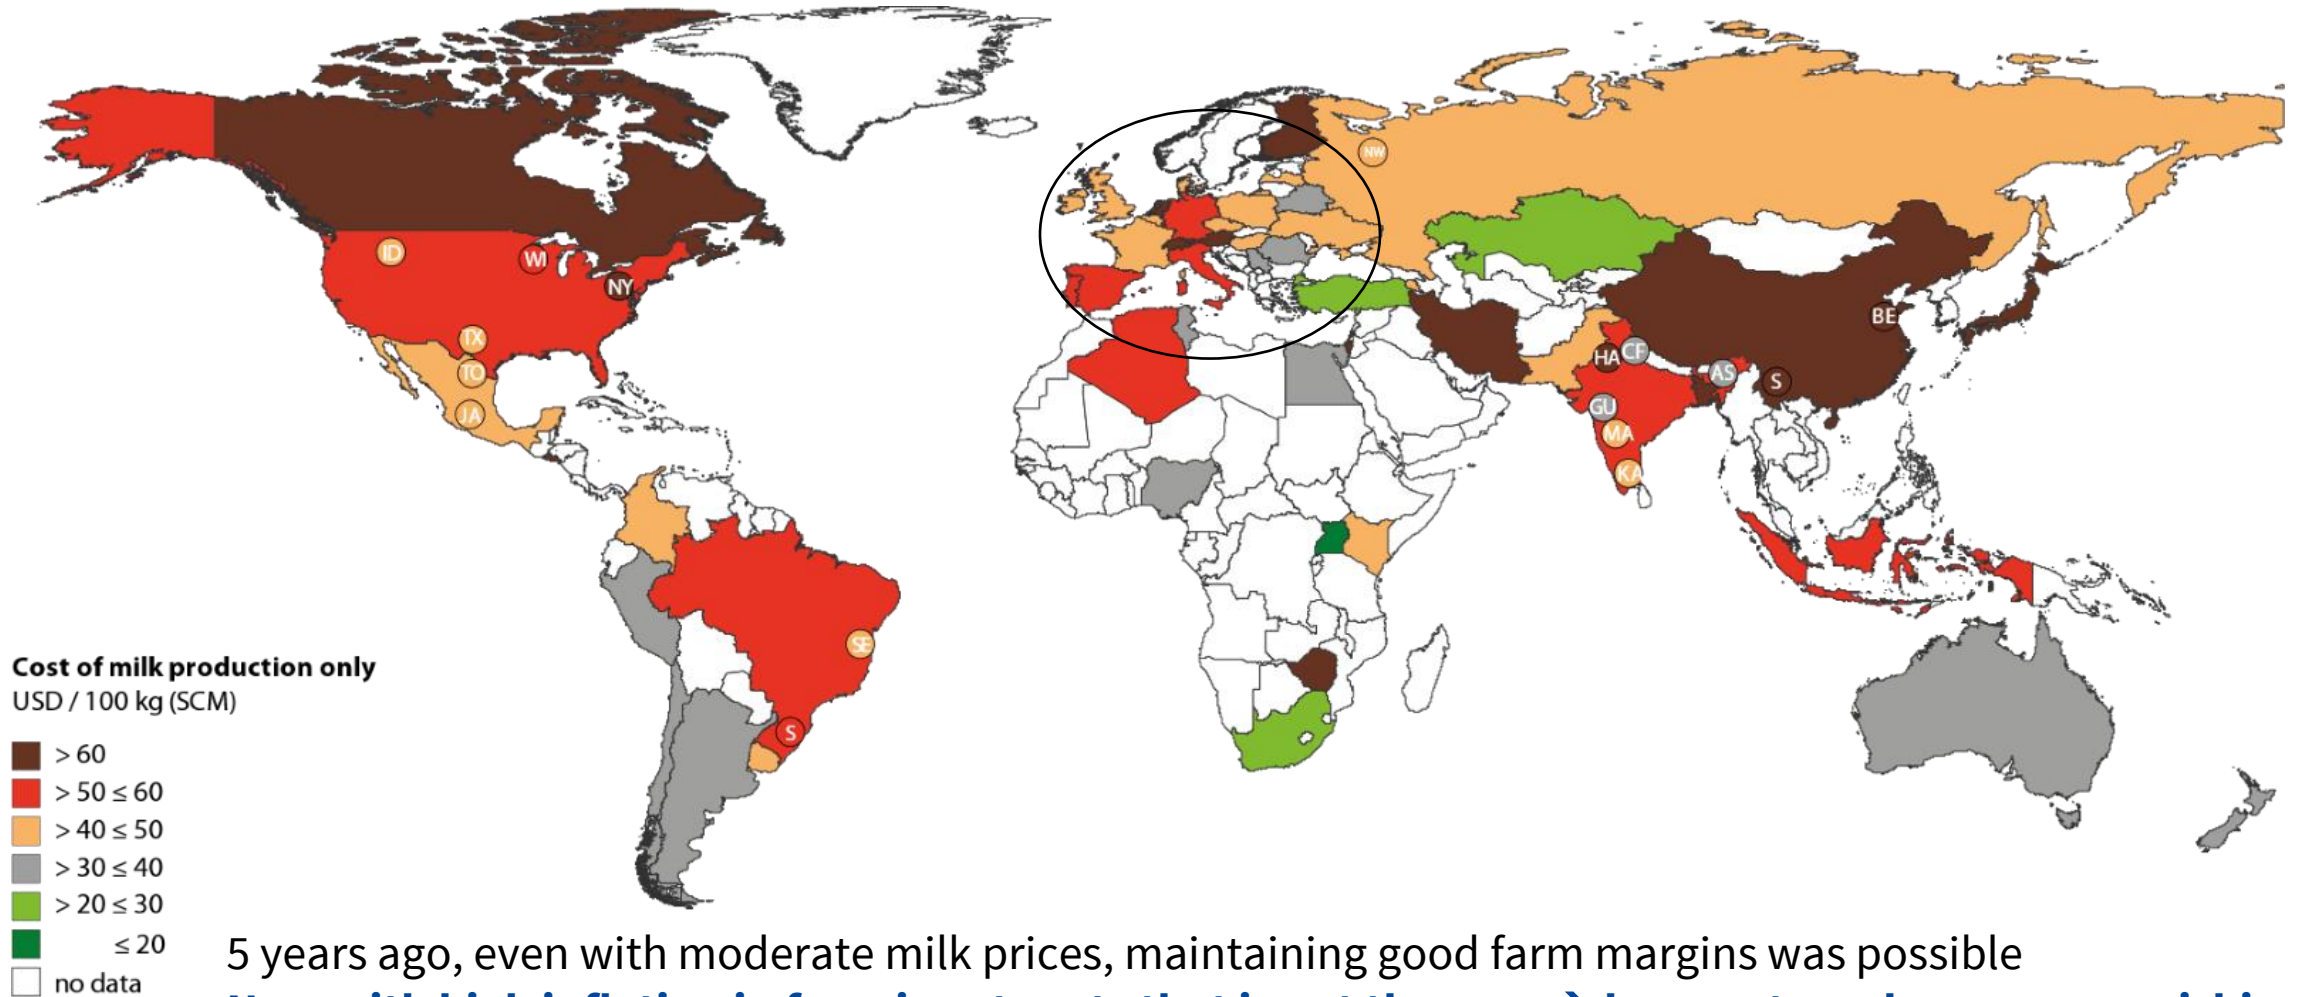 ID
WI
NY
TX
TO
JA
SE
S
NW
BE
HA
CF
AS
S
GU
MA
KA
Cost of milk production only
USD / 100 kg (SCM)
> 60
> 50 ≤ 60
> 40 ≤ 50
> 30 ≤ 40
> 20 ≤ 30
≤ 20
no data
5 years ago, even with moderate milk prices, maintaining good farm margins was possible